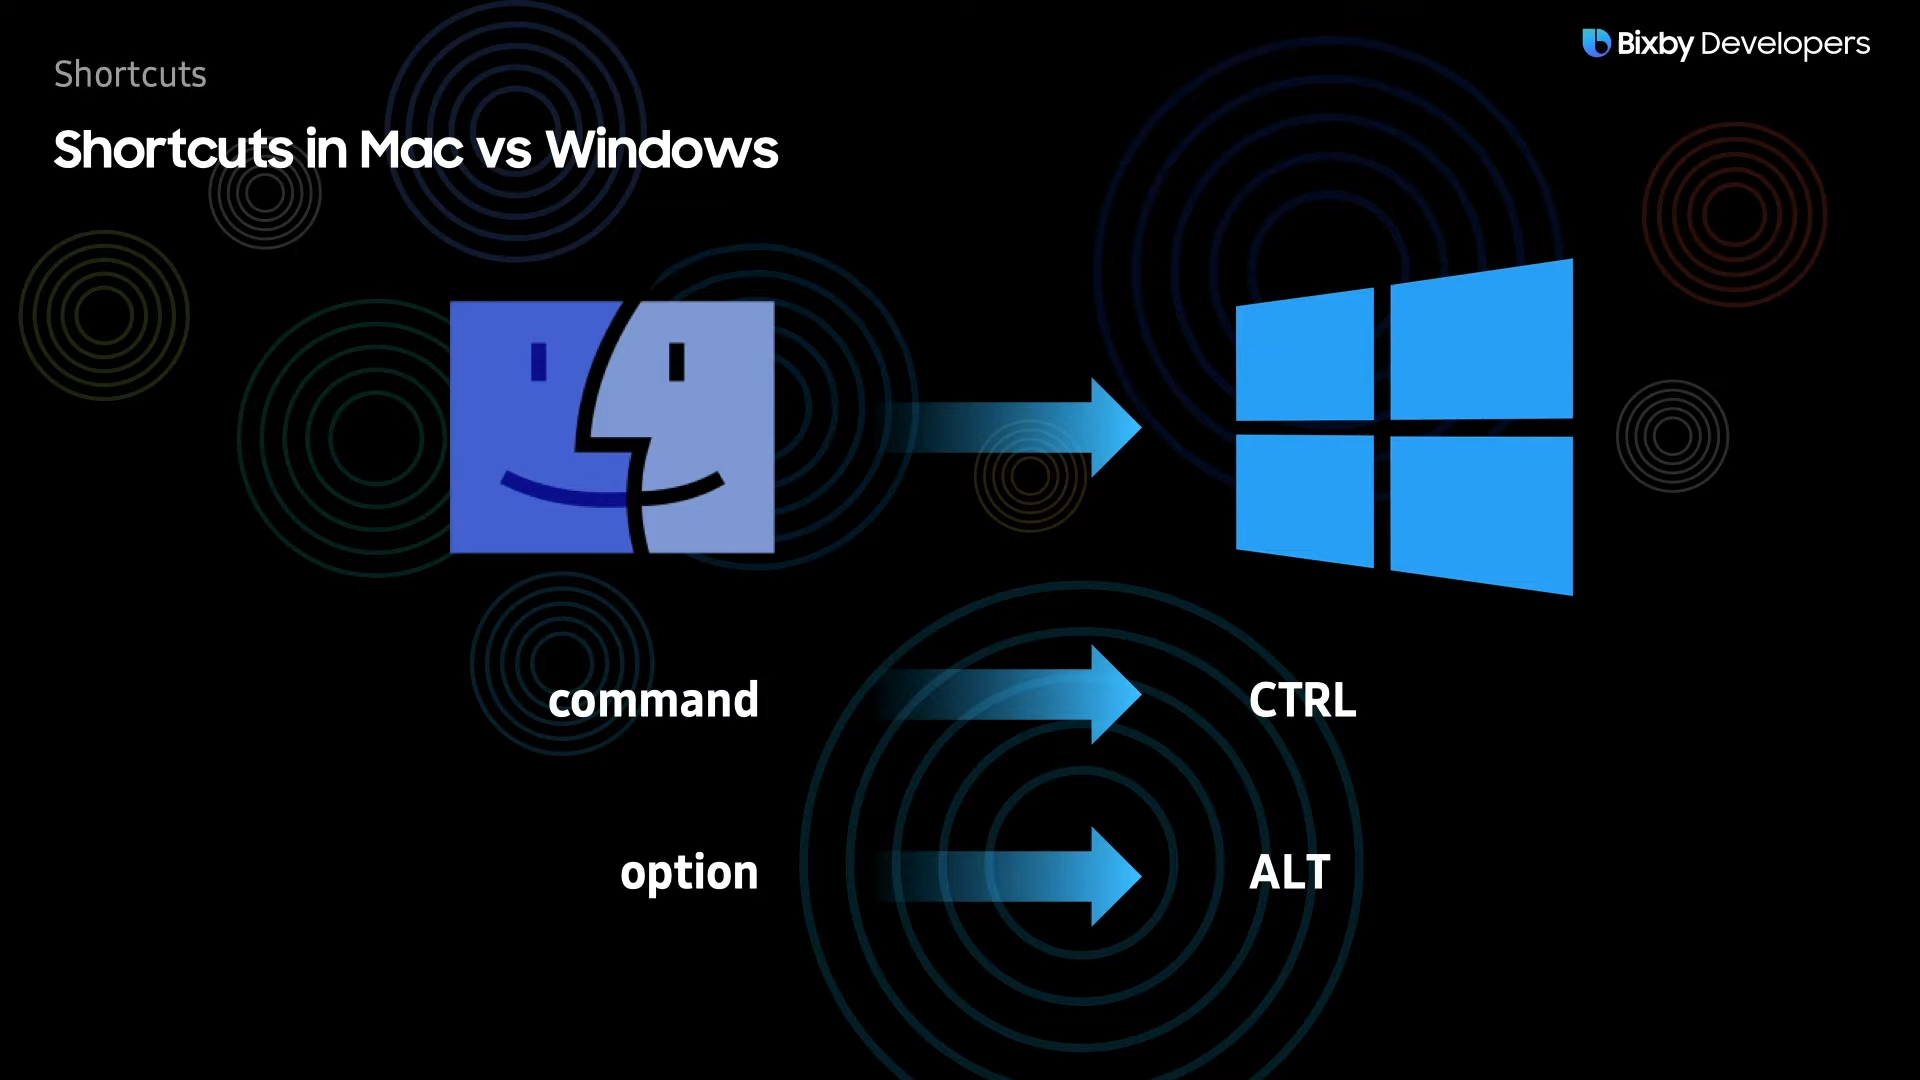 Shortcuts
Bixby Developers
Shortcuts in Mac vs Windows
command
CTRL
option
ALT